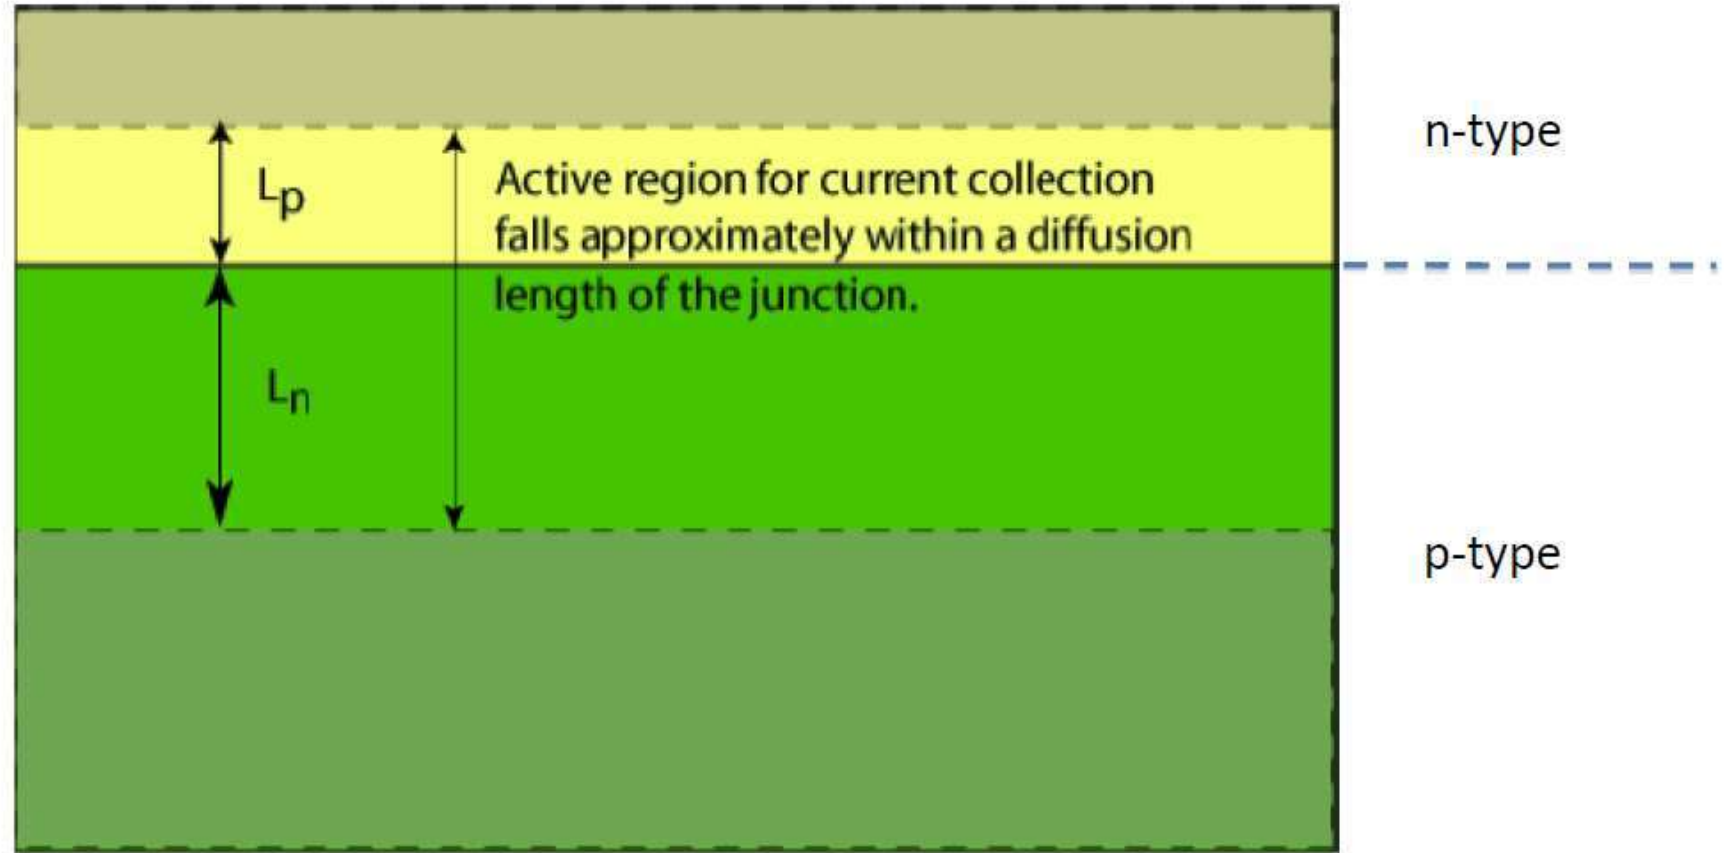 n-type
Lp
Active region for current collection
falls approximately within a diffusion
length of the junction.
Ln
p-type